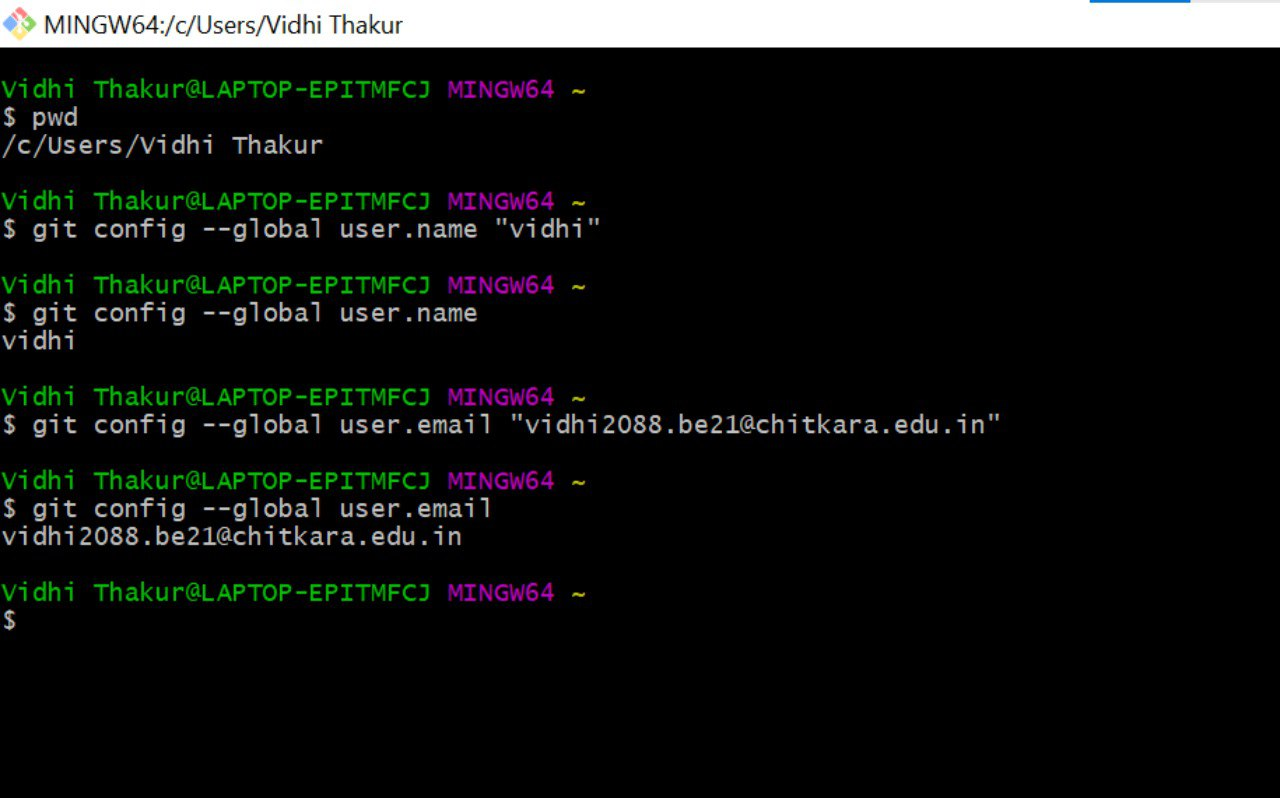 MINGW64:/c/Users/Vidhi Thakur
Vidhi Thakur@LAPTOP-EPITMFCJ MINGW64 ~
$ pwd
/c/Users/Vidhi Thakur
Vidhi Thakur@LAPTOP-EPITMFCJ MINGW64 ~
$ git config --global user.name "vidhi"
Vidhi Thakur@LAPTOP-EPITMFCJ MINGW64 ~
$ git config --global user.name
vidhi
Vidhi Thakur@LAPTOP-EPITMFCJ MINGW64 ~
$ git config --global user.email "vidhi2088.be21@chitkara.edu.in"
Vidhi Thakur@LAPTOP-EPITMFCJ MINGW64 ~
$ git config --global user.email
vidhi2088.be21@chitkara.edu.in
Vidhi Thakur@LAPTOP-EPITMFCJ MINGW64 ~
$